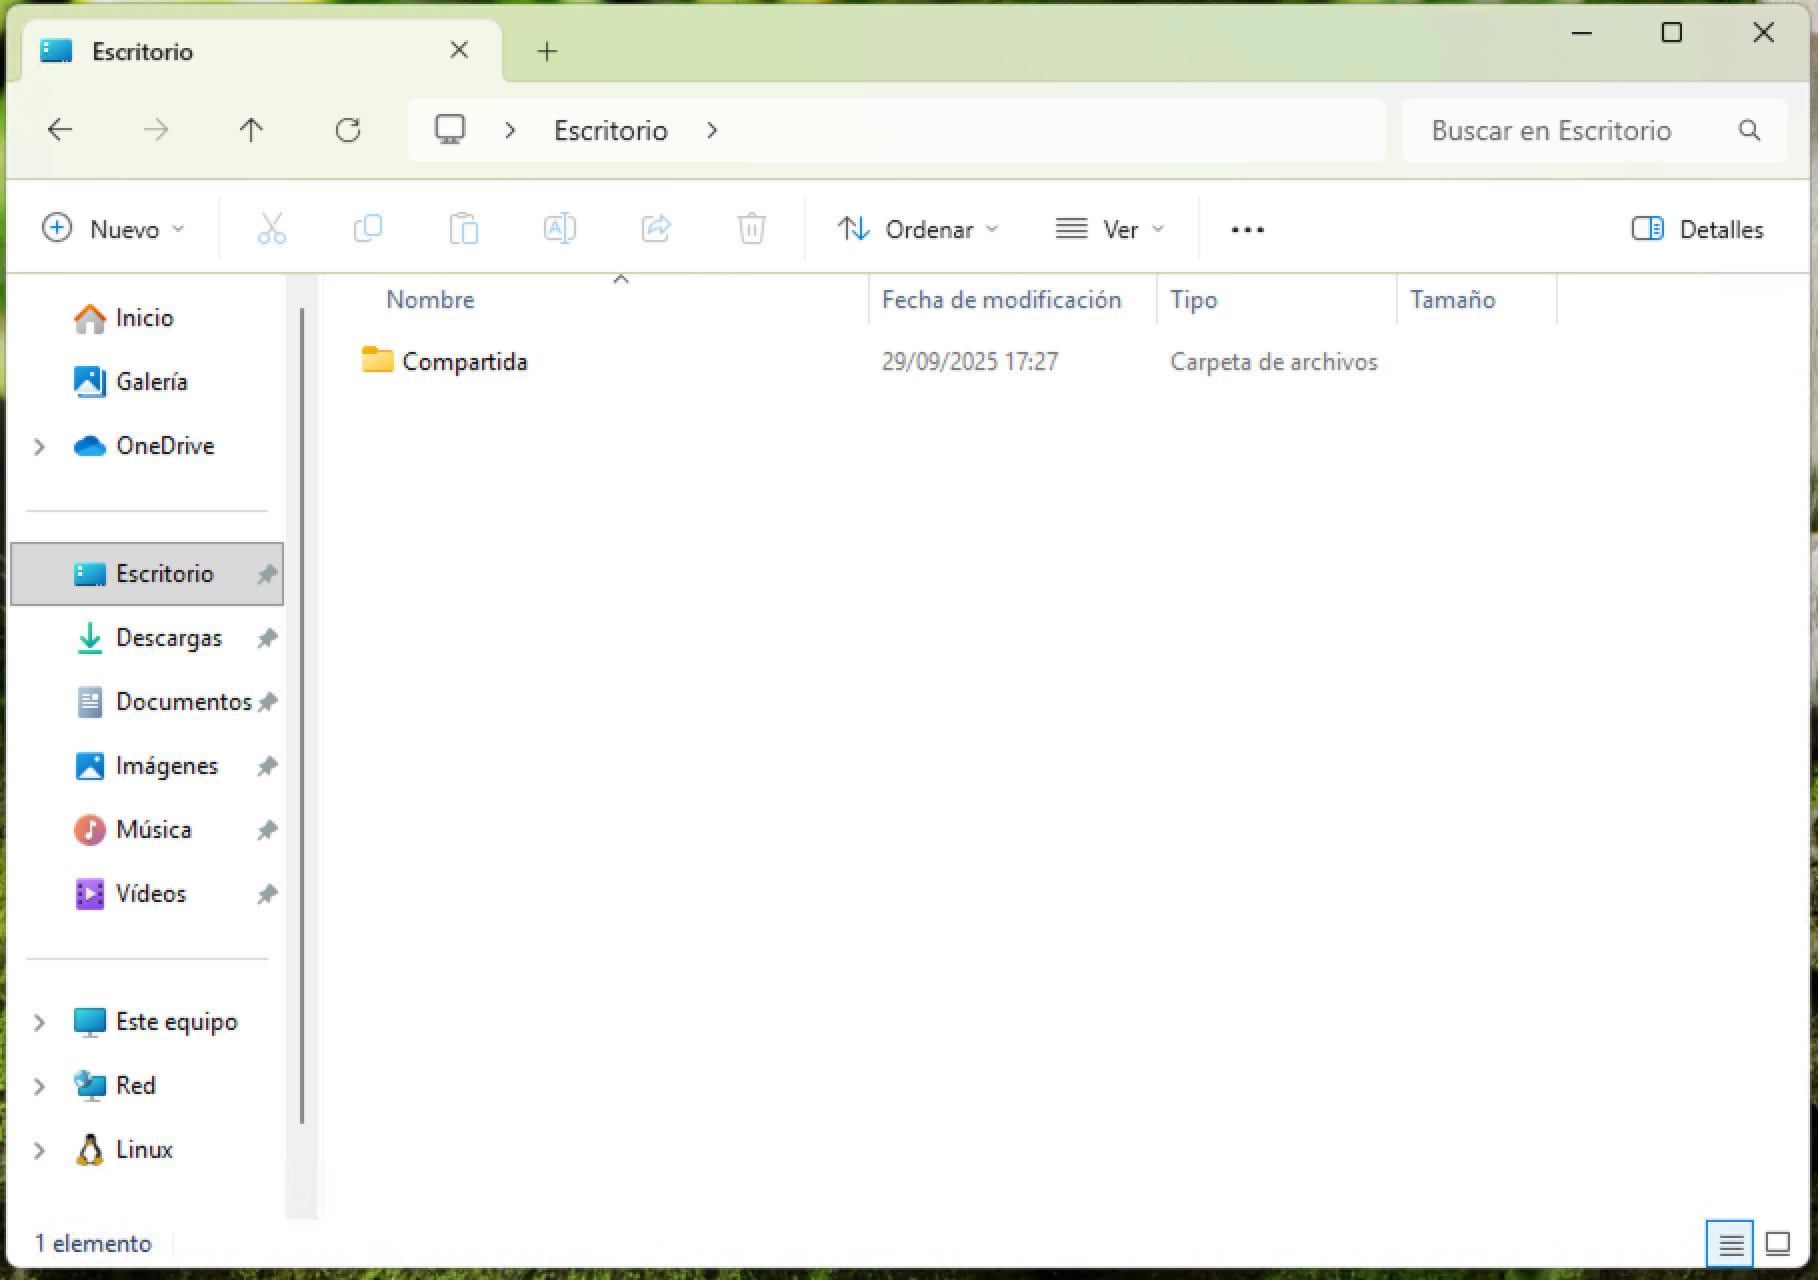 Escritorio
Escritorio
Buscar en Escritorio
Nuevo
Ordenar
Ver
Detalles
Nombre Fecha de modificación Tipo Tamaño
Compartida 29/09/2025 17:27 Carpeta de archivos
Inicio
Galería
OneDrive
Escritorio
Descargas
Documentos
Imágenes
Música
Vídeos
Este equipo
Red
Linux
1 elemento